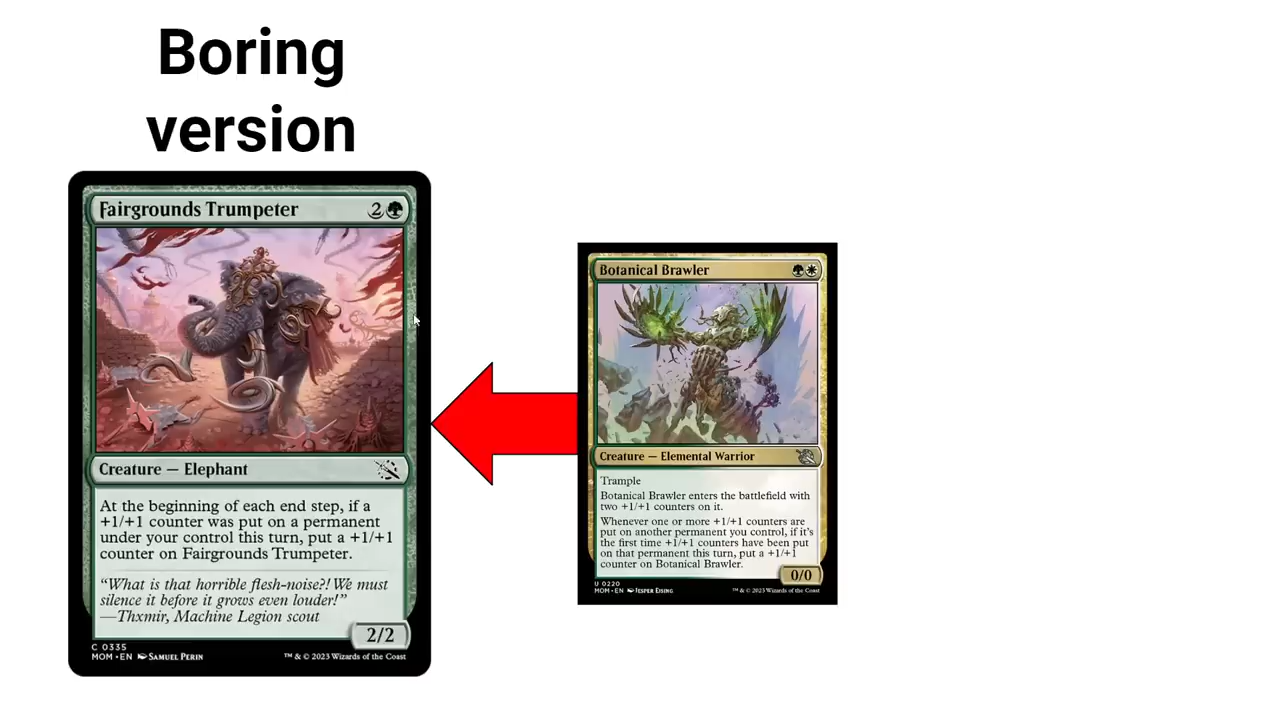 Boring
version
Fairgrounds Trumpeter 2
Creature — Elephant
At the beginning of each end step, if a
+1/+1 counter was put on a permanent
under your control this turn, put a +1/+1
counter on Fairgrounds Trumpeter.
“What is that horrible flesh-noise?! We must
silence it before it grows even louder!”
—Thxmir, Machine Legion scout
2/2
C 0335
MOM • EN Samuel Perin
™ & © 2023 Wizards of the Coast
Botanical Brawler
Creature — Elemental Warrior
Trample
Botanical Brawler enters the battlefield with
two +1/+1 counters on it.
Whenever one or more +1/+1 counters are
put on another permanent you control, if it's
the first time +1/+1 counters have been put
on that permanent this turn, put a +1/+1
counter on Botanical Brawler.
0/0
U 0220
MOM • EN Jesper Ejsing
™ & © 2023 Wizards of the Coast